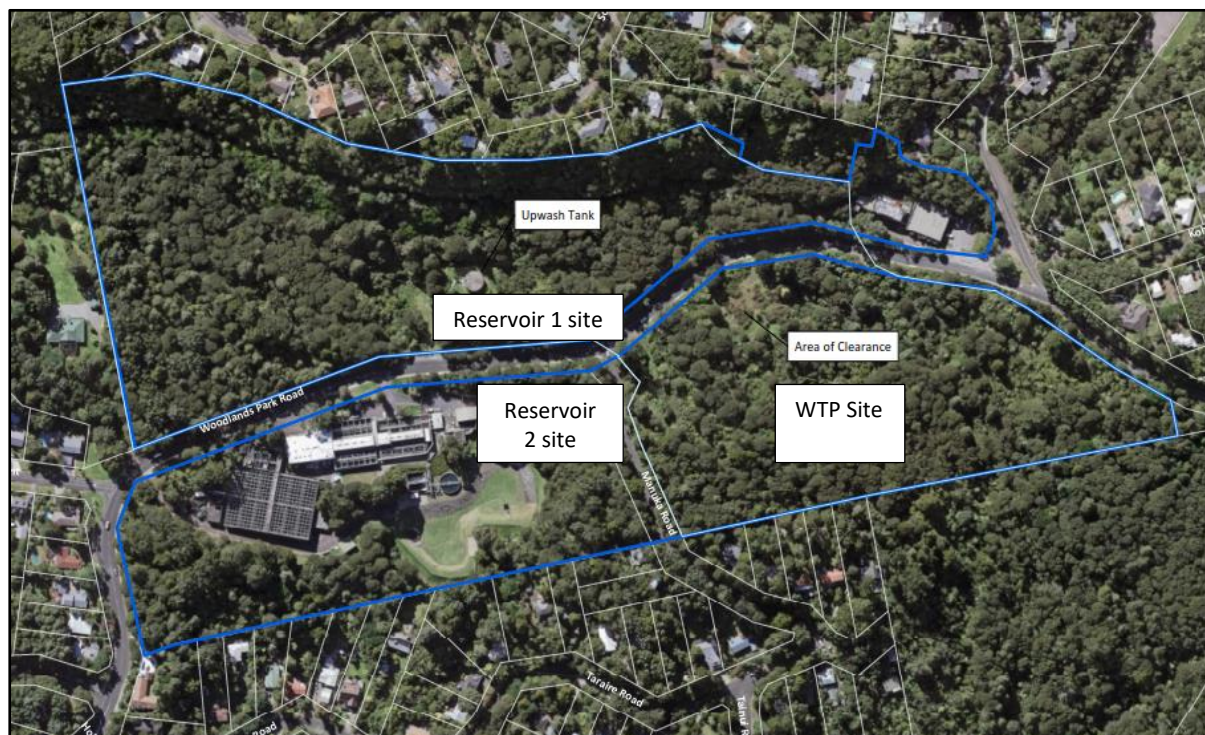 Upwash Tank
Reservoir 1 site
Area of Clearance
Reservoir
2 site
WTP Site
Woodlands Park Road
Manuka Road
Taraire Road
Road